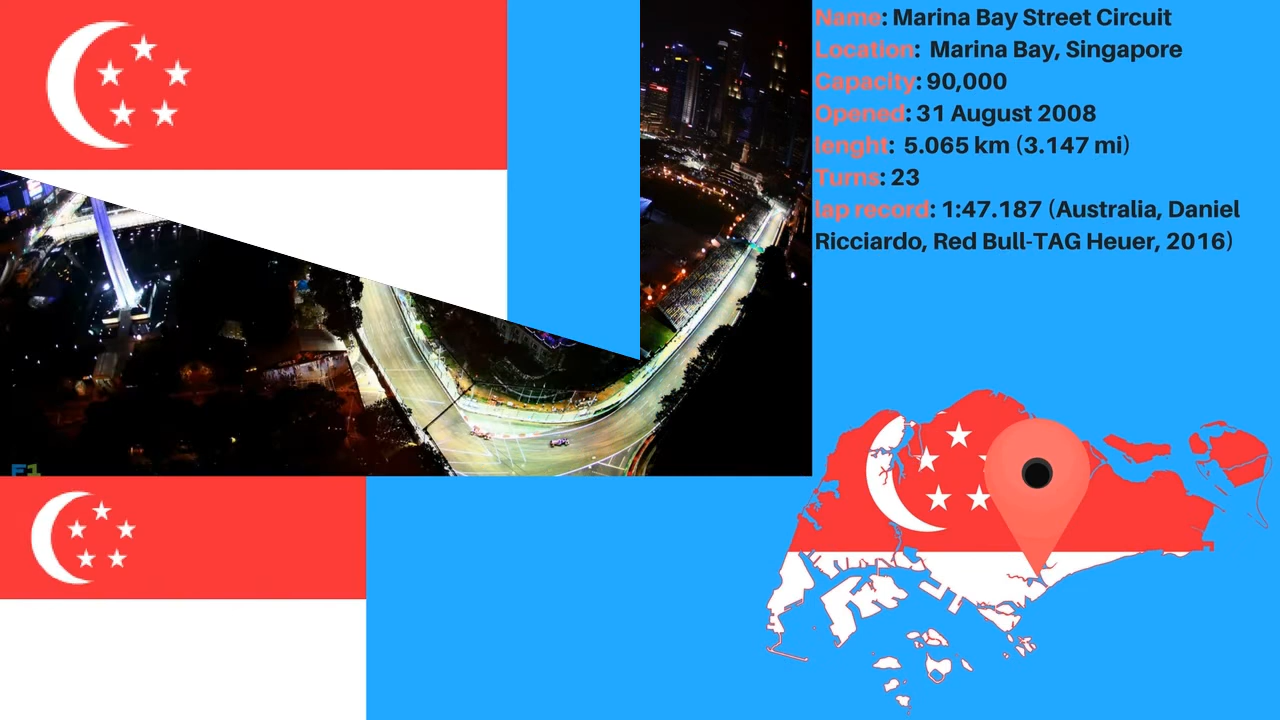 Name: Marina Bay Street Circuit
Location:  Marina Bay, Singapore
Capacity: 90,000
Opened: 31 August 2008
lenght:  5.065 km (3.147 mi)
Turns: 23
lap record: 1:47.187 (Australia, Daniel
Ricciardo, Red Bull-TAG Heuer, 2016)
F1